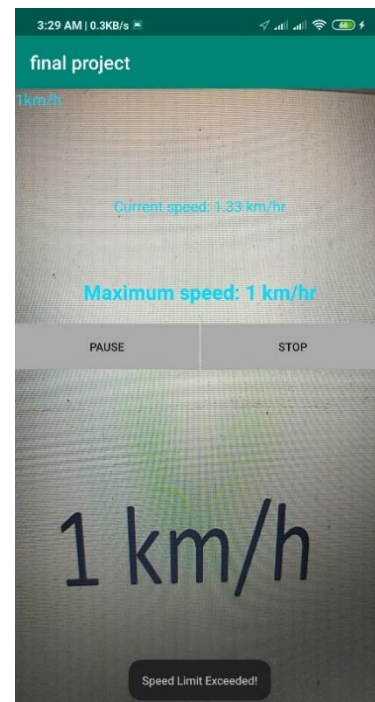 3:29 AM | 0.3KB/s
66
final project
1km/h
Current speed: 1.33 km/hr
Maximum speed: 1 km/hr
PAUSE
STOP
1 km/h
Speed Limit Exceeded!